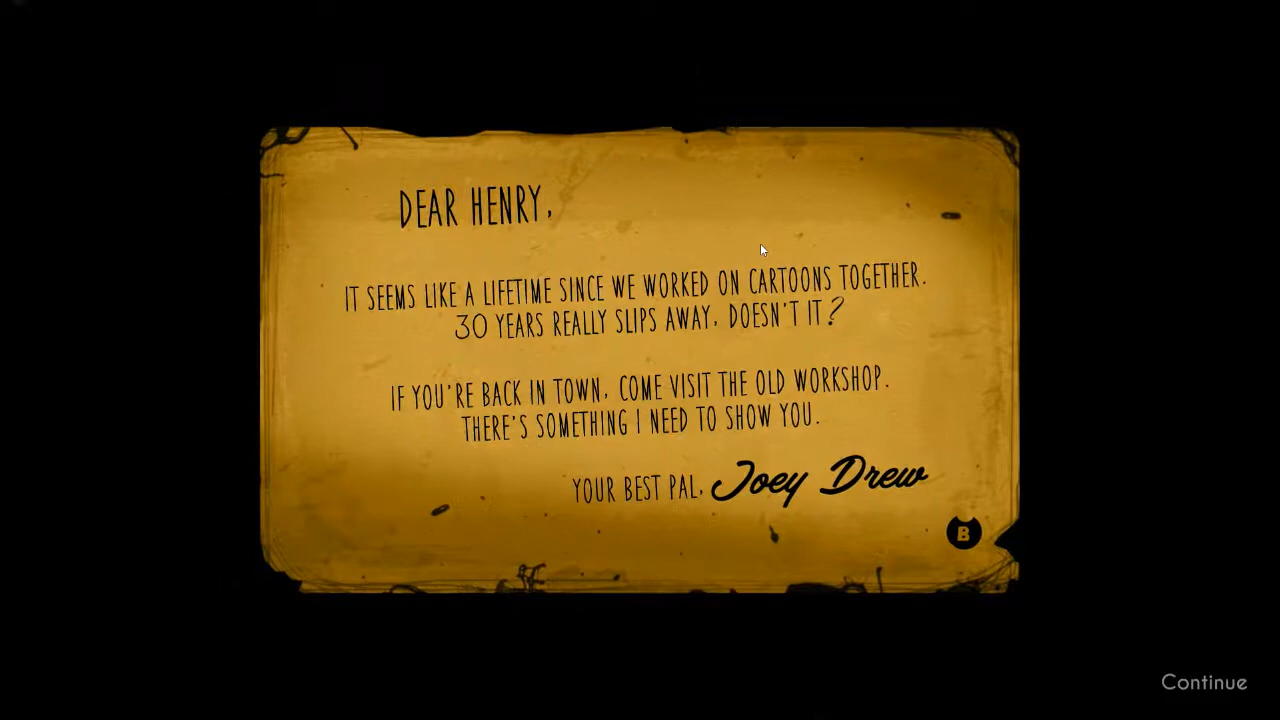 DEAR HENRY,
IT SEEMS LIKE A LIFETIME SINCE WE WORKED ON CARTOONS TOGETHER.
30 YEARS REALLY SLIPS AWAY, DOESN'T IT?
IF YOU'RE BACK IN TOWN, COME VISIT THE OLD WORKSHOP.
THERE'S SOMETHING I NEED TO SHOW YOU.
YOUR BEST PAL, Joey Drew
B
Continue